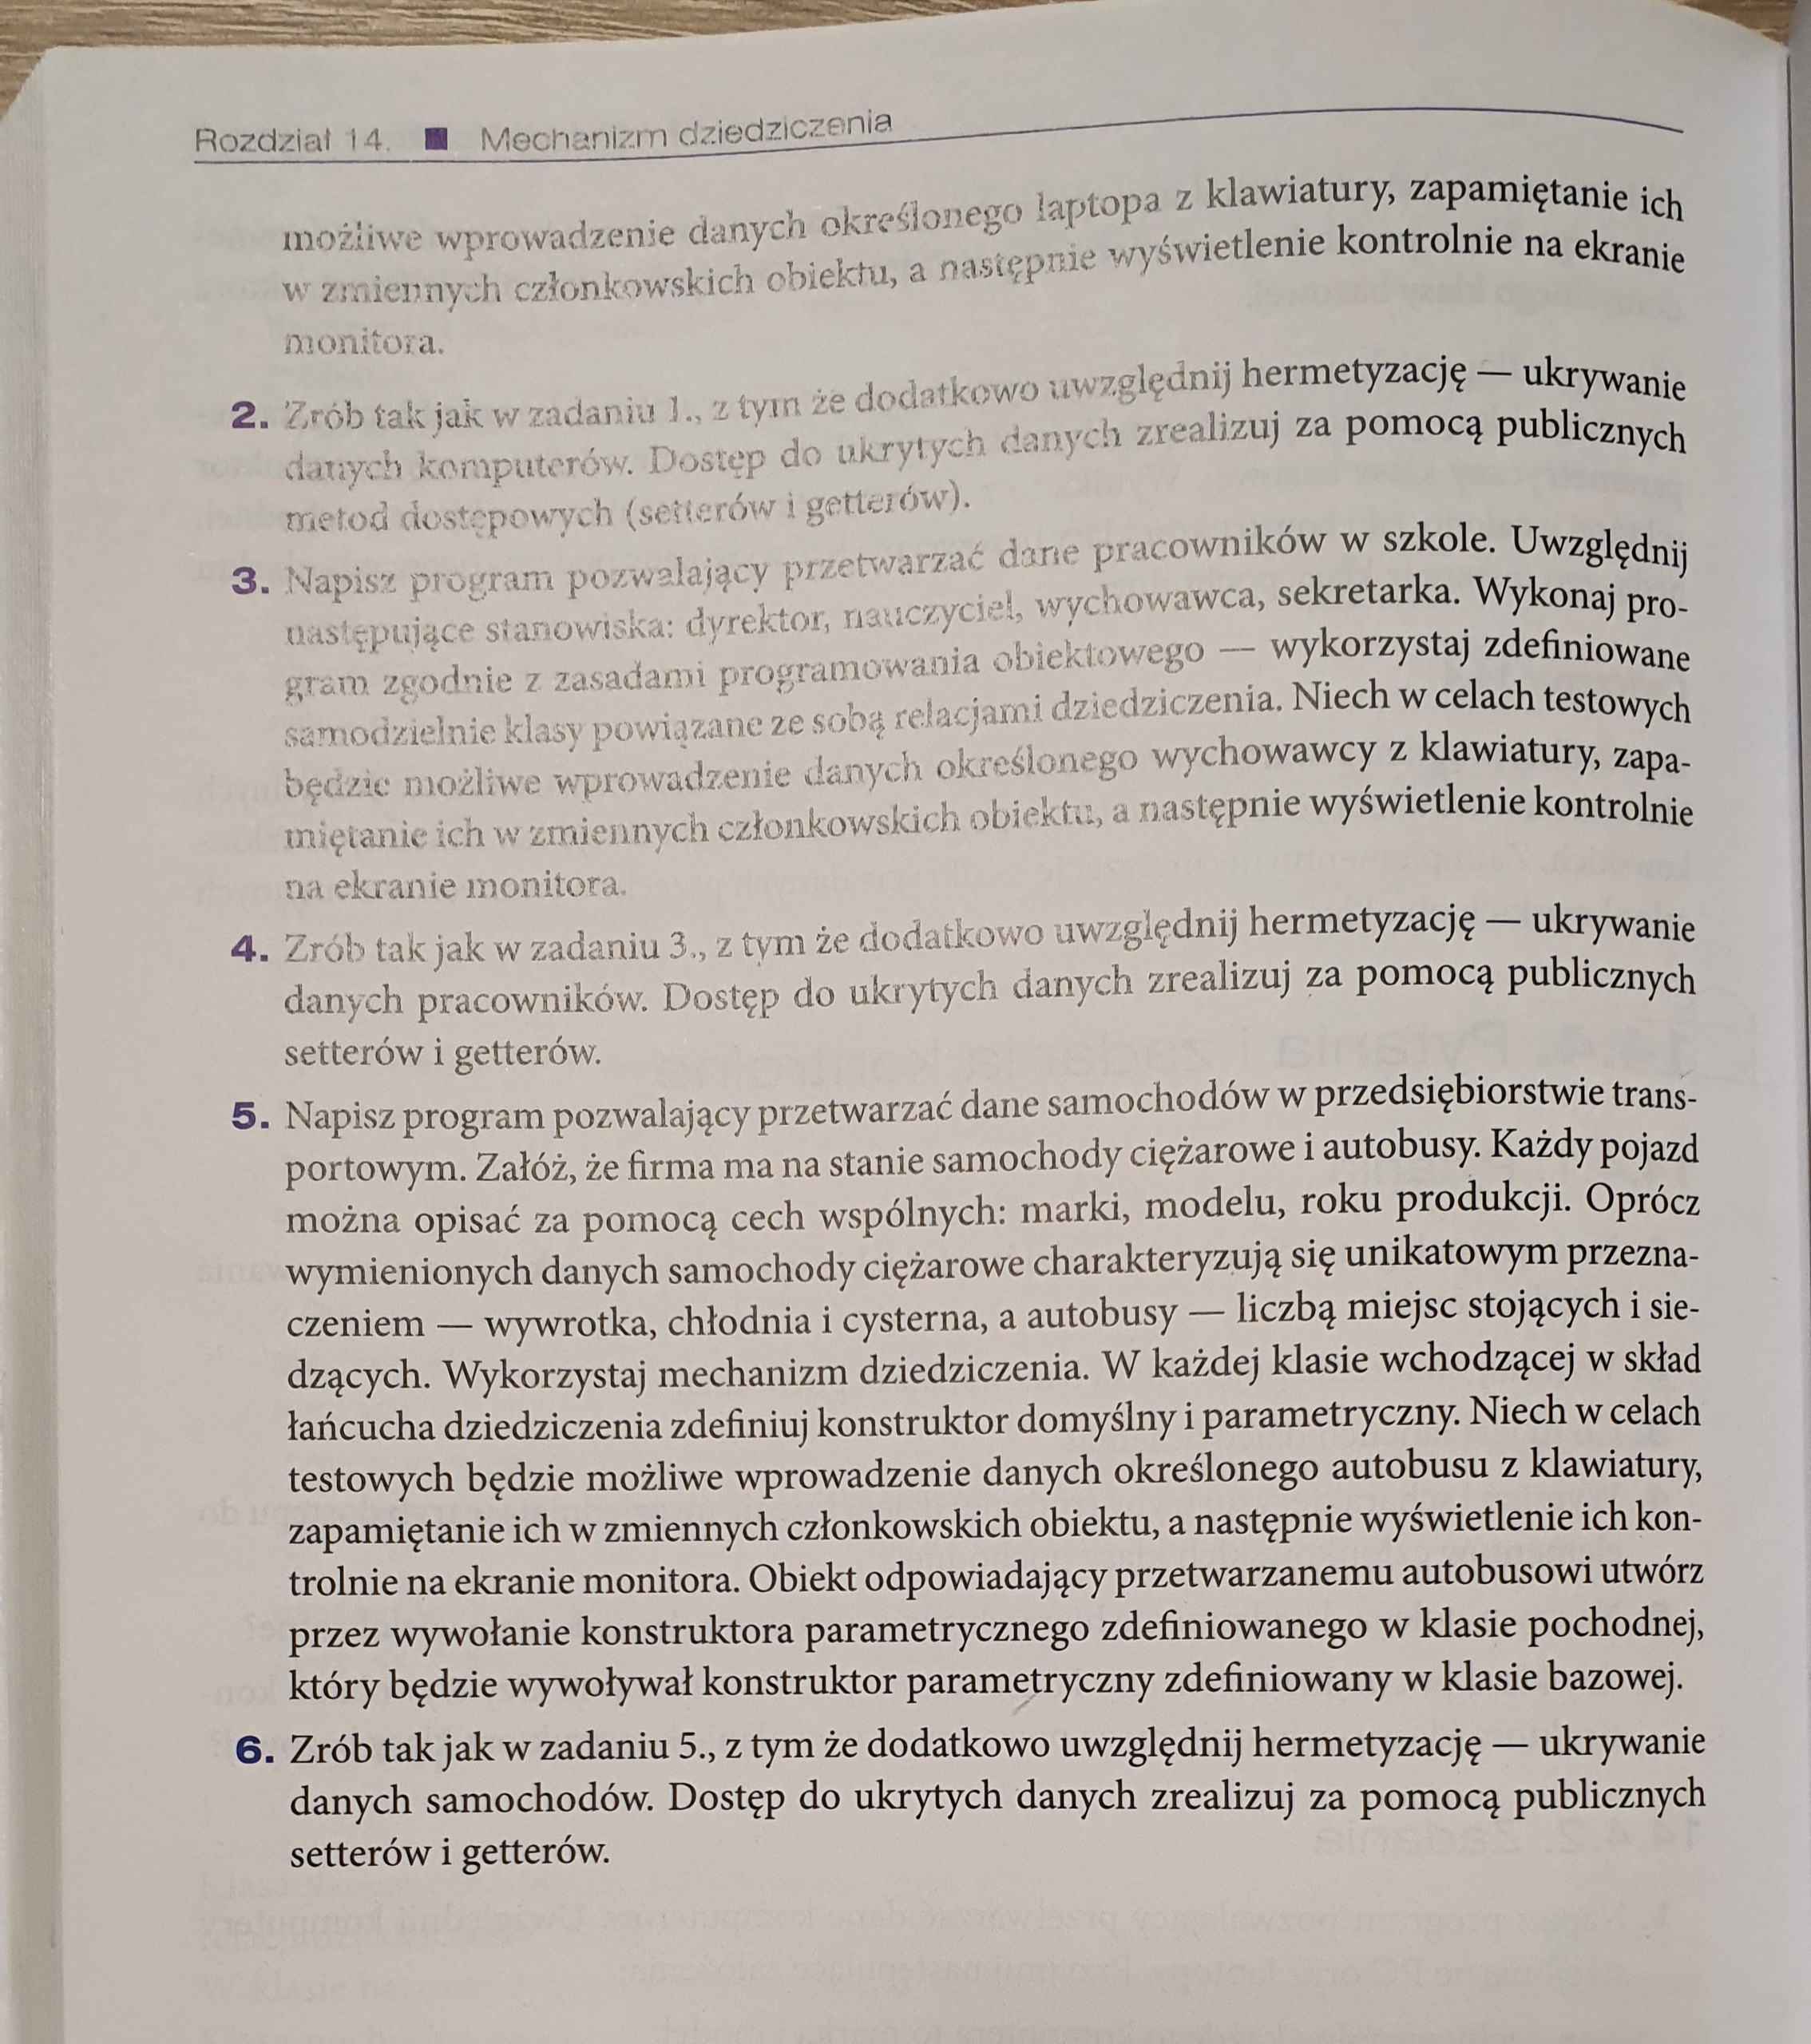 Rozdział 14. ■ Mechanizm dziedziczenia
możliwe wprowadzenie danych określonego laptopa z klawiatury, zapamiętanie ich
w zmiennych członkowskich obiektu, a następnie wyświetlenie kontrolnie na ekranie
monitora.
2. Zrób tak jak w zadaniu 1., z tym że dodatkowo uwzględnij hermetyzację — ukrywanie
danych komputerów. Dostęp do ukrytych danych zrealizuj za pomocą publicznych
metod dostępowych (setterów i getterów).
3. Napisz program pozwalający przetwarzać dane pracowników w szkole. Uwzględnij
następujące stanowiska: dyrektor, nauczyciel, wychowawca, sekretarka. Wykonaj pro-
gram zgodnie z zasadami programowania obiektowego — wykorzystaj zdefiniowane
samodzielnie klasy powiązane ze sobą relacjami dziedziczenia. Niech w celach testowych
będzie możliwe wprowadzenie danych określonego wychowawcy z klawiatury, zapa-
miętanie ich w zmiennych członkowskich obiektu, a następnie wyświetlenie kontrolnie
na ekranie monitora.
4. Zrób tak jak w zadaniu 3., z tym że dodatkowo uwzględnij hermetyzację — ukrywanie
danych pracowników. Dostęp do ukrytych danych zrealizuj za pomocą publicznych
setterów i getterów.
5. Napisz program pozwalający przetwarzać dane samochodów w przedsiębiorstwie trans-
portowym. Załóż, że firma ma na stanie samochody ciężarowe i autobusy. Każdy pojazd
można opisać za pomocą cech wspólnych: marki, modelu, roku produkcji. Oprócz
wymienionych danych samochody ciężarowe charakteryzują się unikatowym przezna-
czeniem — wywrotka, chłodnia i cysterna, a autobusy — liczbą miejsc stojących i sie-
dzących. Wykorzystaj mechanizm dziedziczenia. W każdej klasie wchodzącej w skład
łańcucha dziedziczenia zdefiniuj konstruktor domyślny i parametryczny. Niech w celach
testowych będzie możliwe wprowadzenie danych określonego autobusu z klawiatury,
zapamiętanie ich w zmiennych członkowskich obiektu, a następnie wyświetlenie ich kon-
trolnie na ekranie monitora. Obiekt odpowiadający przetwarzanemu autobusowi utwórz
przez wywołanie konstruktora parametrycznego zdefiniowanego w klasie pochodnej,
który będzie wywoływał konstruktor parametryczny zdefiniowany w klasie bazowej.
6. Zrób tak jak w zadaniu 5., z tym że dodatkowo uwzględnij hermetyzację — ukrywanie
danych samochodów. Dostęp do ukrytych danych zrealizuj za pomocą publicznych
setterów i getterów.